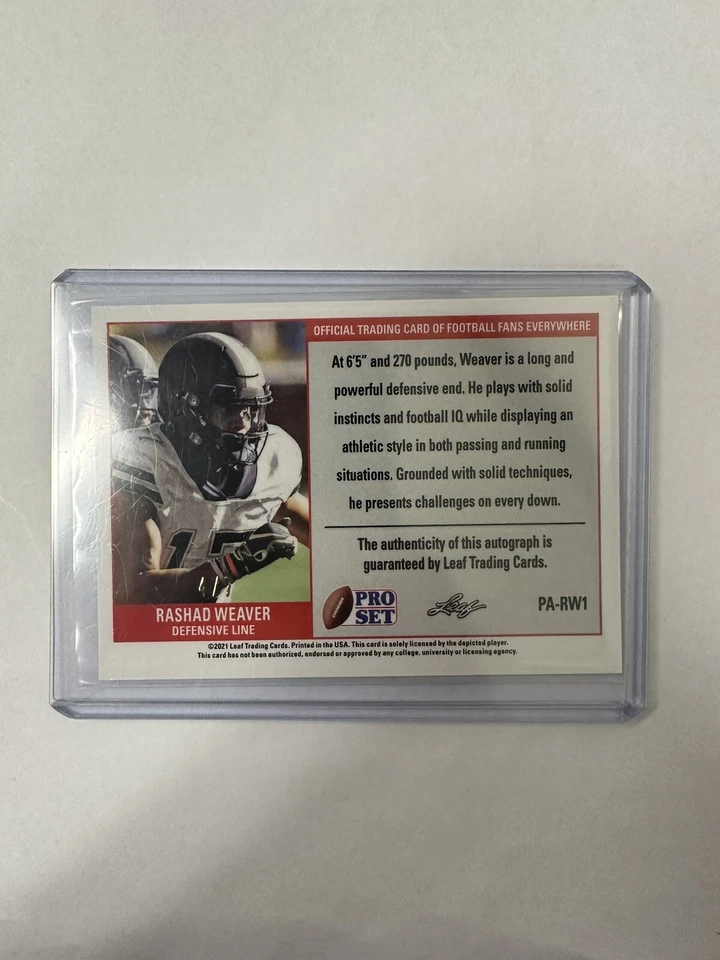 OFFICIAL TRADING CARD OF FOOTBALL FANS EVERYWHERE
At 6'5" and 270 pounds, Weaver is a long and
powerful defensive end. He plays with solid
instincts and football IQ while displaying an
athletic style in both passing and running
situations. Grounded with solid techniques,
he presents challenges on every down.
The authenticity of this autograph is
guaranteed by Leaf Trading Cards.
17
RASHAD WEAVER
DEFENSIVE LINE
PRO
SET
Leaf
PA-RW1
©2021 Leaf Trading Cards. Printed in the USA. This card is solely licensed by the depicted player.
This card has not been authorized, endorsed or approved by any college, university or licensing agency.